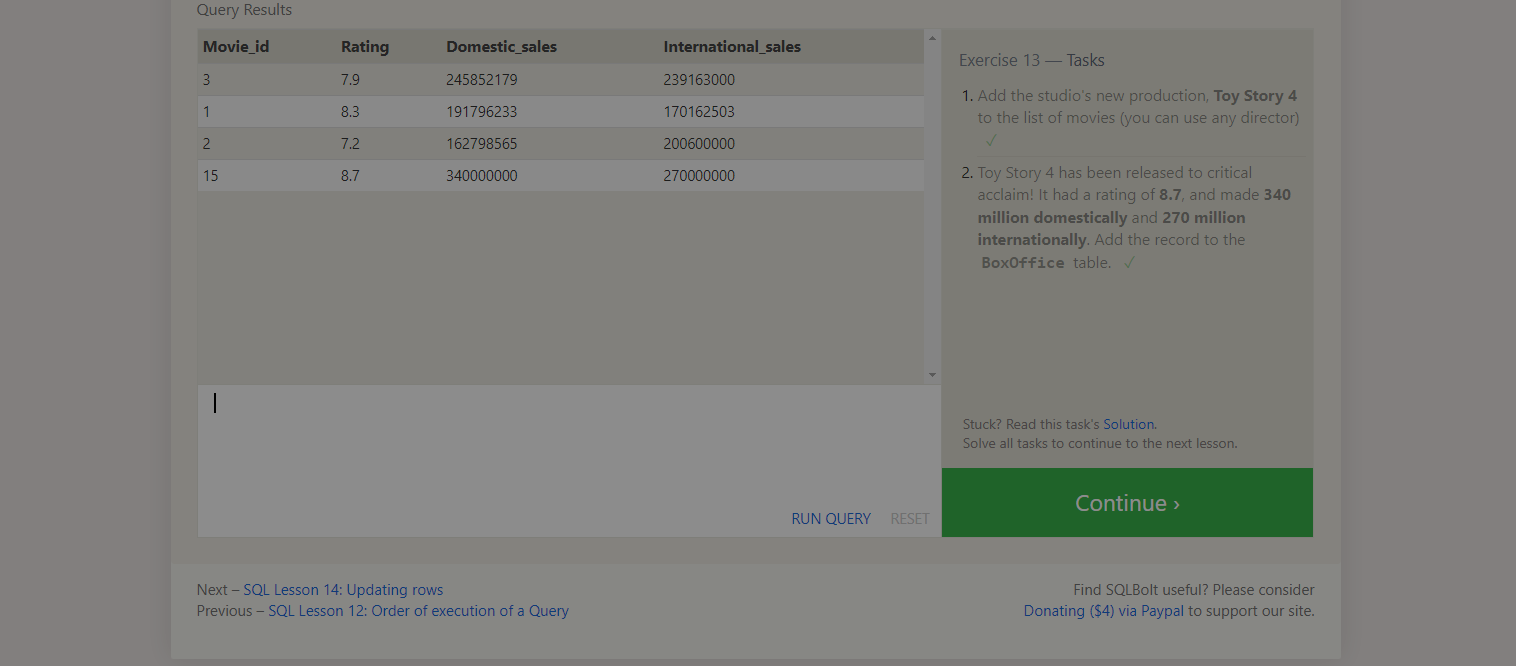 Query Results
Movie_id Rating Domestic_sales International_sales
3 7.9 245852179 239163000
1 8.3 191796233 170162503
2 7.2 162798565 200600000
15 8.7 340000000 270000000
RUN QUERY RESET
Exercise 13 — Tasks
1. Add the studio's new production, Toy Story 4
to the list of movies (you can use any director)
✓
2. Toy Story 4 has been released to critical
acclaim! It had a rating of 8.7, and made 340
million domestically and 270 million
internationally. Add the record to the
BoxOffice table. ✓
Stuck? Read this task's Solution.
Solve all tasks to continue to the next lesson.
Continue ›
Next – SQL Lesson 14: Updating rows
Previous – SQL Lesson 12: Order of execution of a Query
Find SQLBolt useful? Please consider
Donating ($4) via Paypal to support our site.